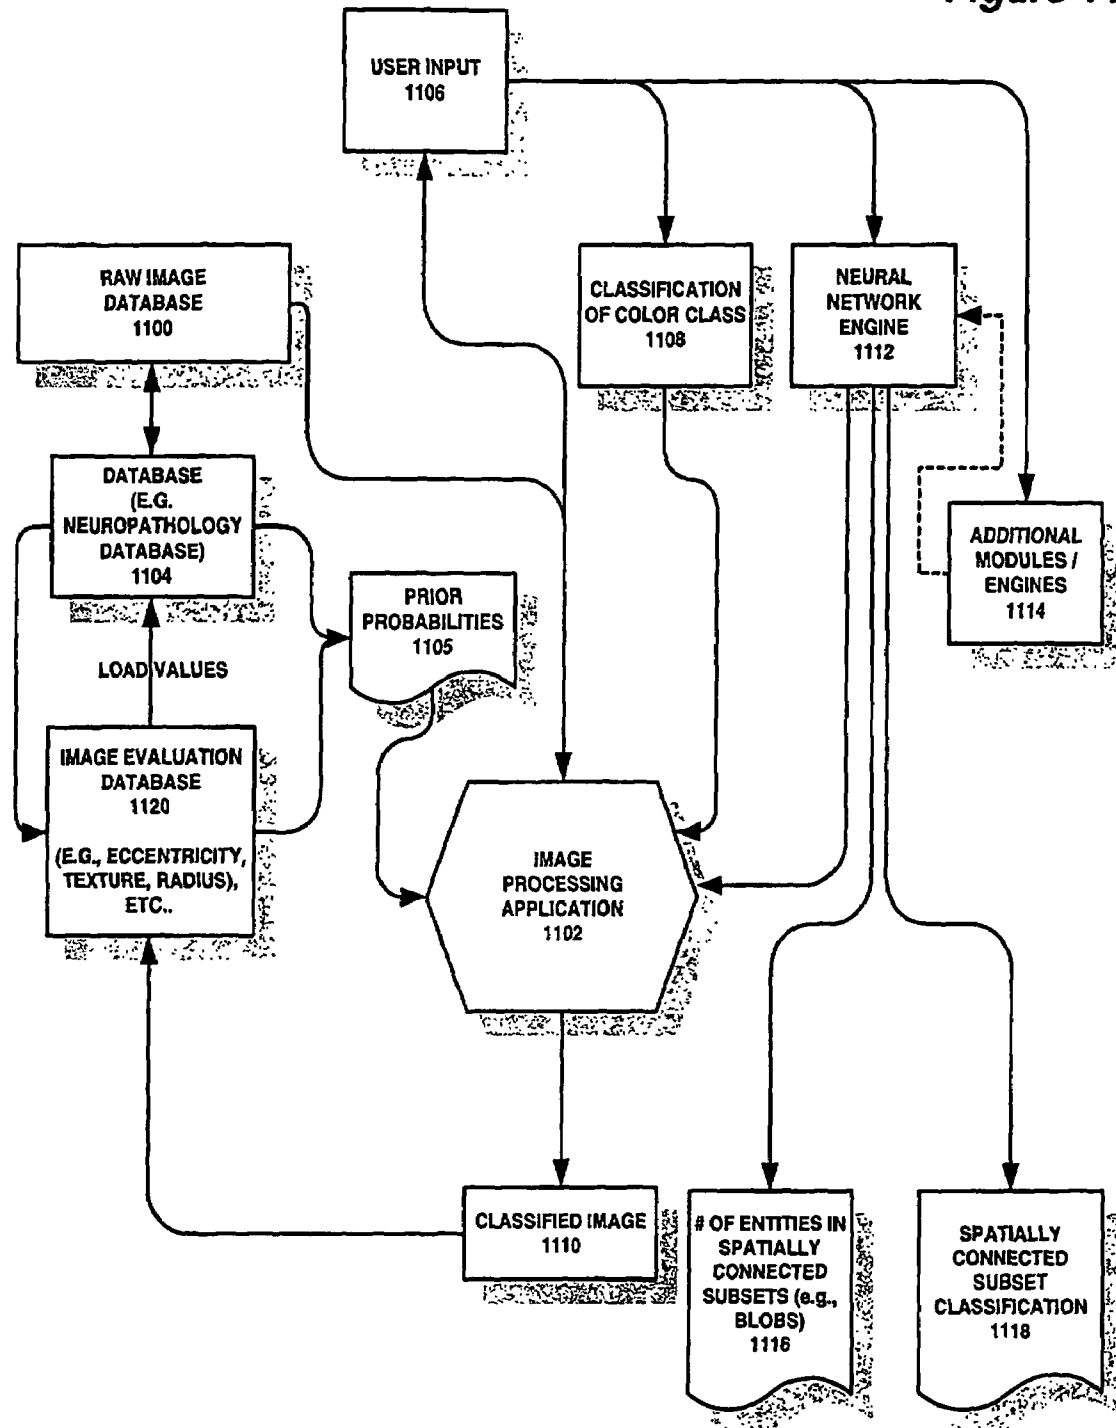 Figure 11
USER INPUT
1106
RAW IMAGE
DATABASE
1100
CLASSIFICATION
OF COLOR CLASS
1108
NEURAL
NETWORK
ENGINE
1112
DATABASE
(E.G.
NEUROPATHOLOGY
DATABASE)
1104
ADDITIONAL
MODULES /
ENGINES
1114
PRIOR
PROBABILITIES
1105
LOAD VALUES
IMAGE EVALUATION
DATABASE
1120
(E.G., ECCENTRICITY,
TEXTURE, RADIUS),
ETC..
IMAGE
PROCESSING
APPLICATION
1102
CLASSIFIED IMAGE
1110
# OF ENTITIES IN
SPATIALLY
CONNECTED
SUBSETS (e.g.,
BLOBS)
1116
SPATIALLY
CONNECTED
SUBSET
CLASSIFICATION
1118